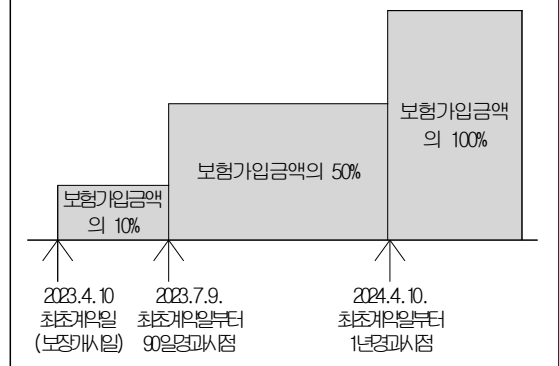 보험가입금액
의 100%
보험가입금액의 50%
보험가입금액
의 10%
2023.4.10
최초계약일
(보장개시일)
2023.7.9.
최초계약일부터
90일경과시점
2024.4.10.
최초계약일부터
1년경과시점